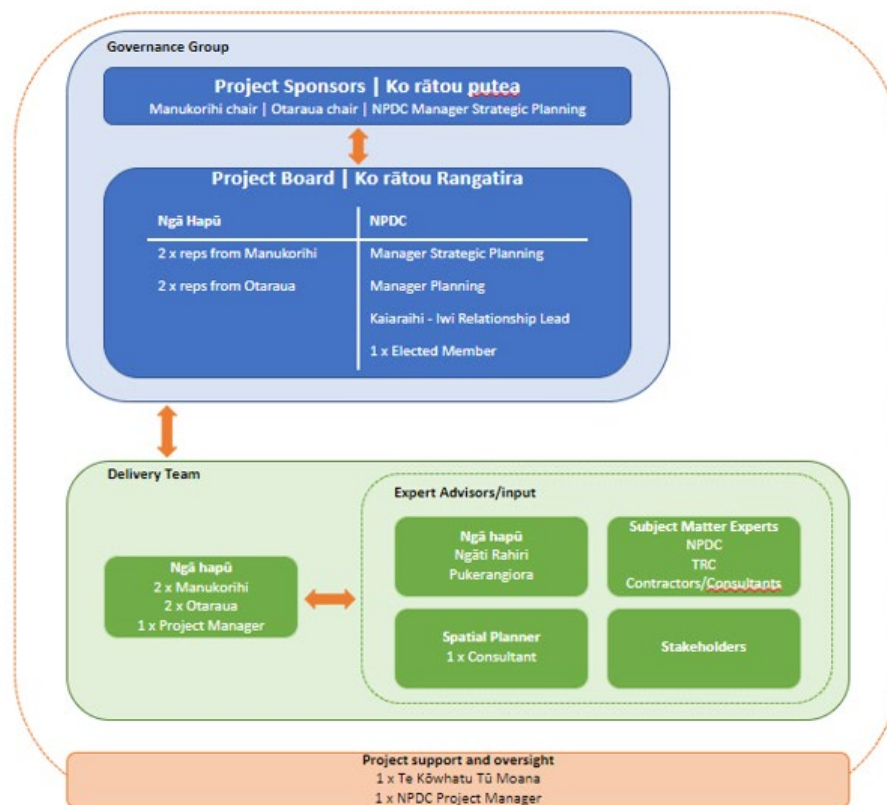 Governance Group
Project Sponsors | Ko rātou putea
Manukorihi chair | Otaraua chair | NPDC Manager Strategic Planning
Project Board | Ko rātou Rangatira
Ngā Hapū
2 x reps from Manukorihi
2 x reps from Otaraua
NPDC
Manager Strategic Planning
Manager Planning
Kaiaraihi - Iwi Relationship Lead
1 x Elected Member
Delivery Team
Ngā hapū
2 x Manukorihi
2 x Otaraua
1 x Project Manager
Expert Advisors/input
Ngā hapū
Ngāti Rahiri
Pukerangiora
Subject Matter Experts
NPDC
TRC
Contractors/Consultants
Spatial Planner
1 x Consultant
Stakeholders
Project support and oversight
1 x Te Kōwhatu Tū Moana
1 x NPDC Project Manager